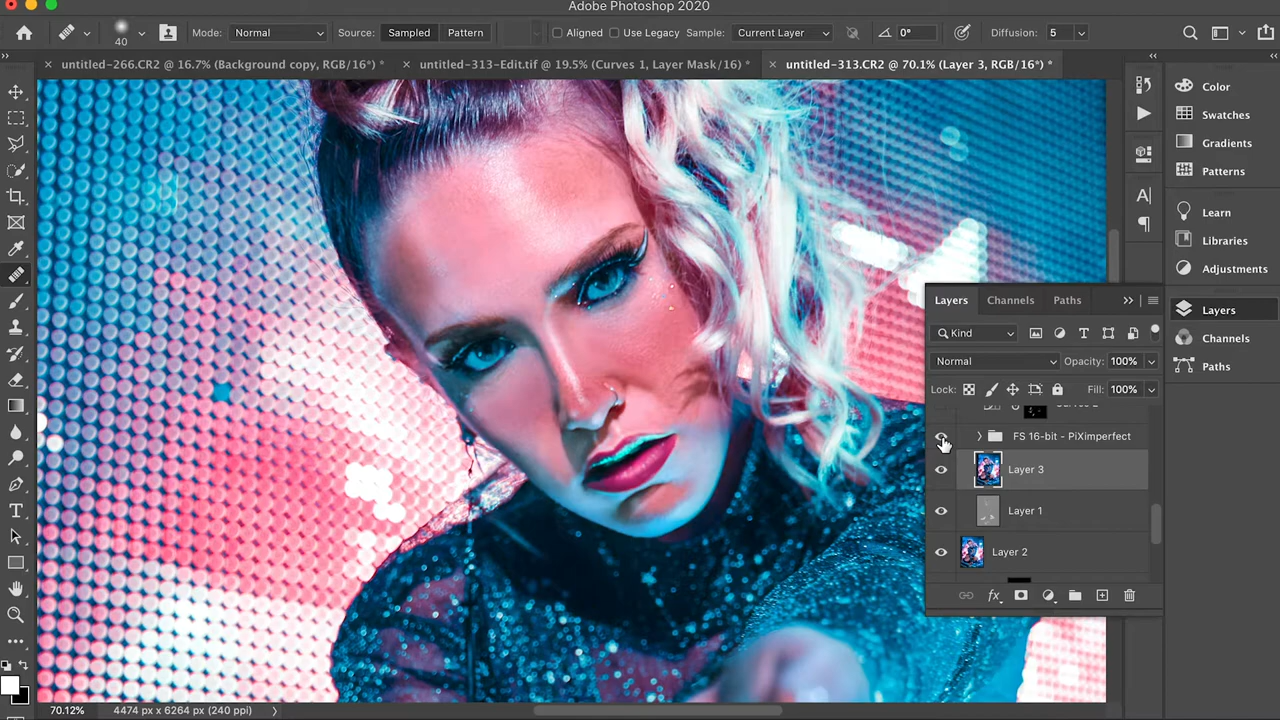 Adobe Photoshop 2020
40
Mode: Normal
Source: Sampled Pattern
Aligned
Use Legacy
Sample: Current Layer
0°
Diffusion: 5
untitled-266.CR2 @ 16.7% (Background copy, RGB/16*) *
untitled-313-Edit.tif @ 19.5% (Curves 1, Layer Mask/16) *
untitled-313.CR2 @ 70.1% (Layer 3, RGB/16*) *
Color
Swatches
Gradients
Patterns
Learn
Libraries
Adjustments
Layers
Channels
Paths
Layers
Channels
Paths
Kind
Normal
Opacity: 100%
Lock:
Fill: 100%
FS 16-bit - PiXimperfect
Layer 3
Layer 1
Layer 2
70.12%
4474 px x 6264 px (240 ppi)